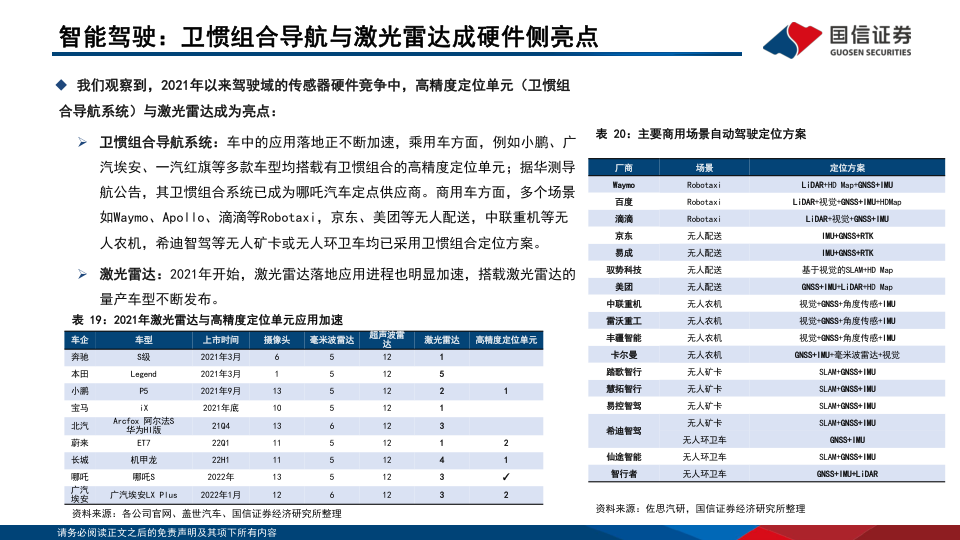 智能驾驶：卫惯组合导航与激光雷达成硬件侧亮点
国信证券
GUOSEN SECURITIES
◆ 我们观察到，2021年以来驾驶域的传感器硬件竞争中，高精度定位单元（卫惯组
合导航系统）与激光雷达成为亮点：
➢ 卫惯组合导航系统：车中的应用落地正不断加速，乘用车方面，例如小鹏、广
汽埃安、一汽红旗等多款车型均搭载有卫惯组合的高精度定位单元；据华测导
航公告，其卫惯组合系统已成为哪吒汽车定点供应商。商用车方面，多个场景
如Waymo、Apollo、滴滴等Robotaxi，京东、美团等无人配送，中联重机等无
人农机，希迪智驾等无人矿卡或无人环卫车均已采用卫惯组合定位方案。
➢ 激光雷达：2021年开始，激光雷达落地应用进程也明显加速，搭载激光雷达的
量产车型不断发布。
表 19：2021年激光雷达与高精度定位单元应用加速
车企 车型 上市时间 摄像头 毫米波雷达 超声波雷达 激光雷达 高精度定位单元
奔驰 S级 2021年3月 6 5 12 1
本田 Legend 2021年3月 1 5 12 5
小鹏 P5 2021年9月 13 5 12 2 1
宝马 iX 2021年底 10 5 12 1
北汽 Arcfox 阿尔法S 华为HI版 21Q4 13 6 12 3
蔚来 ET7 22Q1 11 5 12 1 2
长城 机甲龙 22H1 11 5 12 4 1
哪吒 哪吒S 2022年 13 5 12 3 ✓
广汽埃安 广汽埃安LX Plus 2022年1月 12 6 12 3 2
资料来源：各公司官网、盖世汽车、国信证券经济研究所整理
表 20：主要商用场景自动驾驶定位方案
厂商 场景 定位方案
Waymo Robotaxi LiDAR+HD Map+GNSS+IMU
百度 Robotaxi LiDAR+视觉+GNSS+IMU+HDMap
滴滴 Robotaxi LiDAR+视觉+GNSS+IMU
京东 无人配送 IMU+GNSS+RTK
易成 无人配送 IMU+GNSS+RTK
驭势科技 无人配送 基于视觉的SLAM+HD Map
美团 无人配送 GNSS+IMU+LiDAR+HD Map
中联重机 无人农机 视觉+GNSS+角度传感+IMU
雷沃重工 无人农机 视觉+GNSS+角度传感+IMU
丰疆智能 无人农机 视觉+GNSS+角度传感+IMU
卡尔曼 无人农机 GNSS+IMU+毫米波雷达+视觉
踏歌智行 无人矿卡 SLAM+GNSS+IMU
慧拓智行 无人矿卡 SLAM+GNSS+IMU
易控智驾 无人矿卡 SLAM+GNSS+IMU
希迪智驾 无人矿卡 SLAM+GNSS+IMU
无人环卫车 GNSS+IMU
仙途智能 无人环卫车 SLAM+GNSS+IMU
智行者 无人环卫车 GNSS+IMU+LiDAR
资料来源：佐思汽研，国信证券经济研究所整理
请务必阅读正文之后的免责声明及其项下所有内容